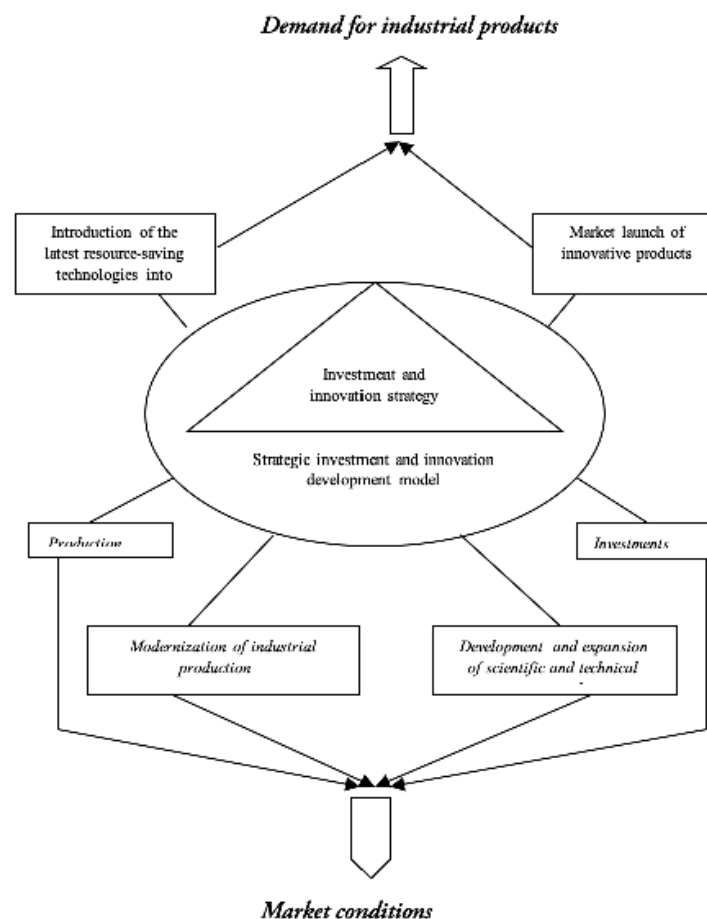 Demand for industrial products
Introduction of the
latest resource-saving
technologies into
Market launch of
innovative products
Investment and
innovation strategy
Strategic investment and innovation
development model
Production
Investments
Modernization of industrial
production
Development and expansion
of scientific and technical
Market conditions